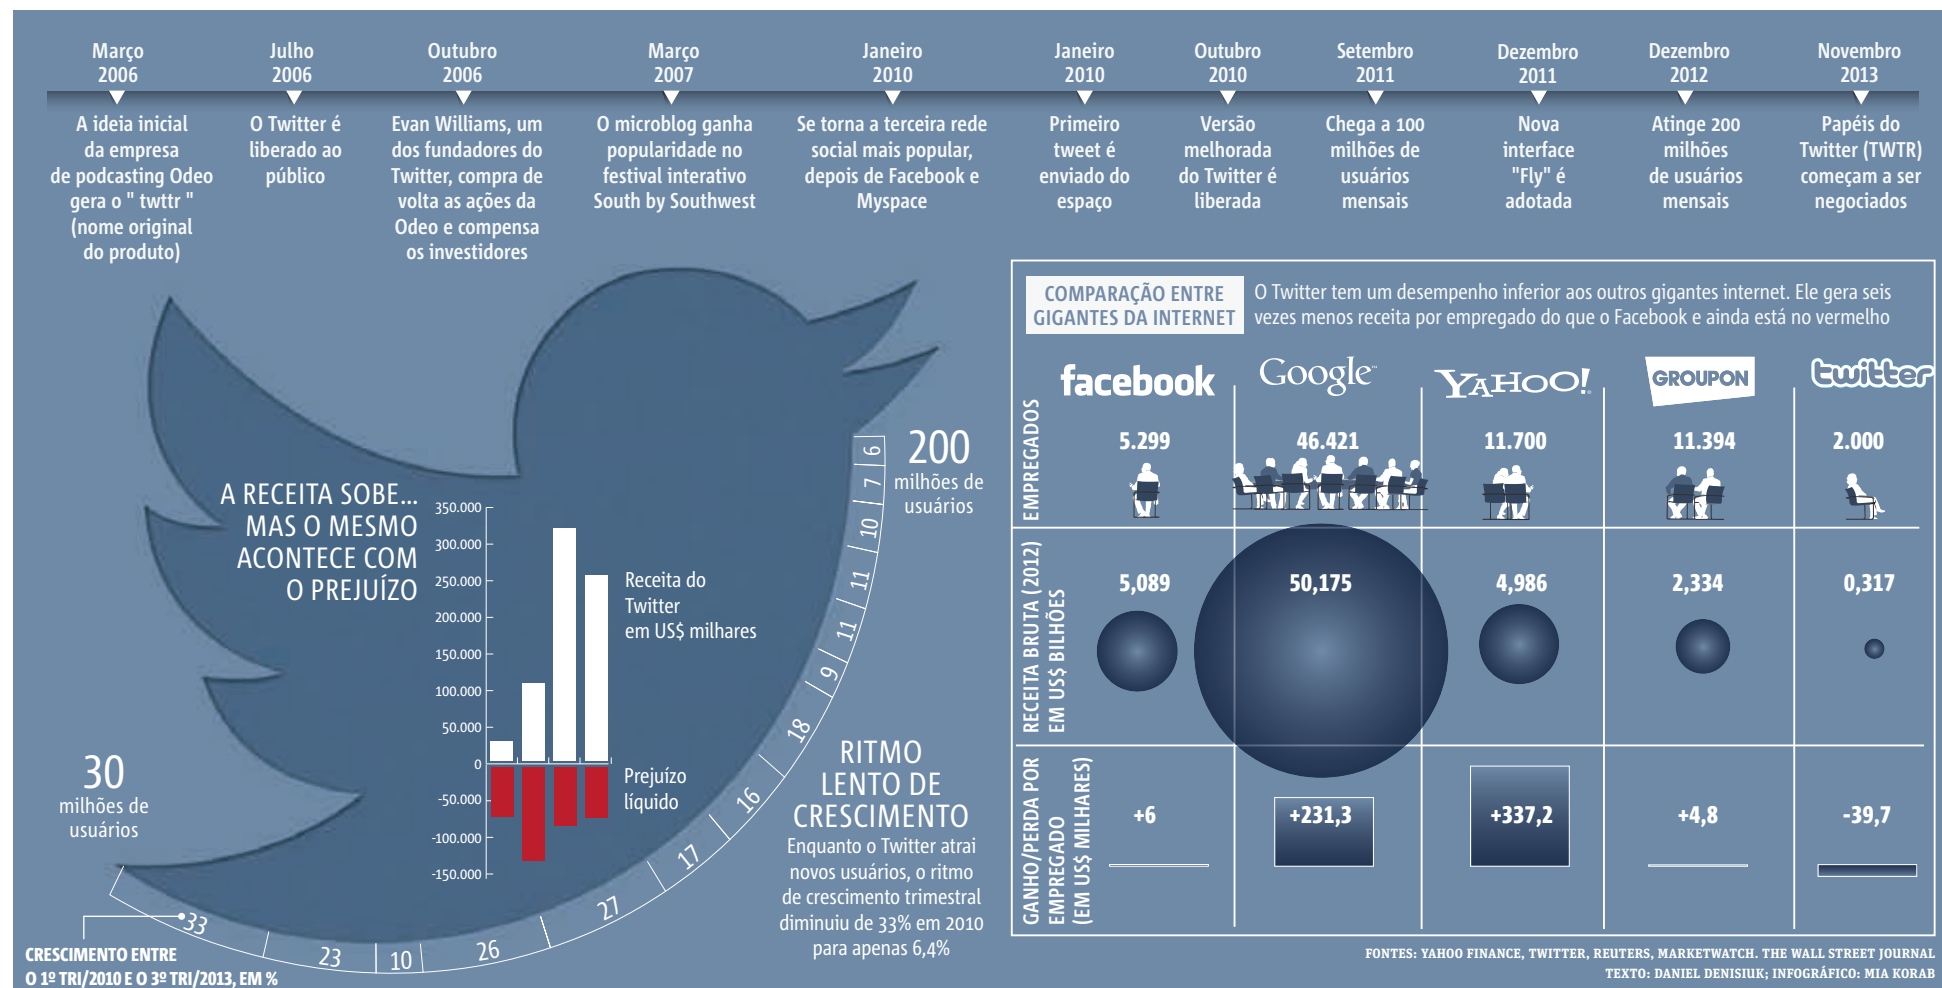 Março
2006
A ideia inicial
da empresa
de podcasting Odeo
gera o " twttr "
(nome original
do produto)
Julho
2006
O Twitter é
liberado ao
público
Outubro
2006
Evan Williams, um
dos fundadores do
Twitter, compra de
volta as ações da
Odeo e compensa
os investidores
Março
2007
O microblog ganha
popularidade no
festival interativo
South by Southwest
Janeiro
2010
Se torna a terceira rede
social mais popular,
depois de Facebook e
Myspace
Janeiro
2010
Primeiro
tweet é
enviado do
espaço
Outubro
2010
Versão
melhorada
do Twitter é
liberada
Setembro
2011
Chega a 100
milhões de
usuários
mensais
Dezembro
2011
Nova
interface
"Fly" é
adotada
Dezembro
2012
Atinge 200
milhões
de usuários
mensais
Novembro
2013
Papéis do
Twitter (TWTR)
começam a ser
negociados
A RECEITA SOBE...
MAS O MESMO
ACONTECE COM
O PREJUÍZO
350.000
300.000
250.000
200.000
150.000
100.000
50.000
0
-50.000
-100.000
-150.000
Receita do
Twitter
em US$ milhares
Prejuízo
líquido
30
milhões de
usuários
33
23
10
26
27
17
16
18
9
11
11
10
7
6
200
milhões de
usuários
CRESCIMENTO ENTRE
O 1º TRI/2010 E O 3º TRI/2013, EM %
RITMO
LENTO DE
CRESCIMENTO
Enquanto o Twitter atrai
novos usuários, o ritmo
de crescimento trimestral
diminuiu de 33% em 2010
para apenas 6,4%
COMPARAÇÃO ENTRE
GIGANTES DA INTERNET
O Twitter tem um desempenho inferior aos outros gigantes internet. Ele gera seis
vezes menos receita por empregado do que o Facebook e ainda está no vermelho
facebook
Google
YAHOO!
GROUPON
twitter
EMPREGADOS
5.299
46.421
11.700
11.394
2.000
RECEITA BRUTA (2012)
EM US$ BILHÕES
5,089
50,175
4,986
2,334
0,317
GANHO/PERDA POR
EMPREGADO
(EM US$ MILHARES)
+6
+231,3
+337,2
+4,8
-39,7
FONTES: YAHOO FINANCE, TWITTER, REUTERS, MARKETWATCH. THE WALL STREET JOURNAL
TEXTO: DANIEL DENISIUK; INFOGRÁFICO: MIA KORAB